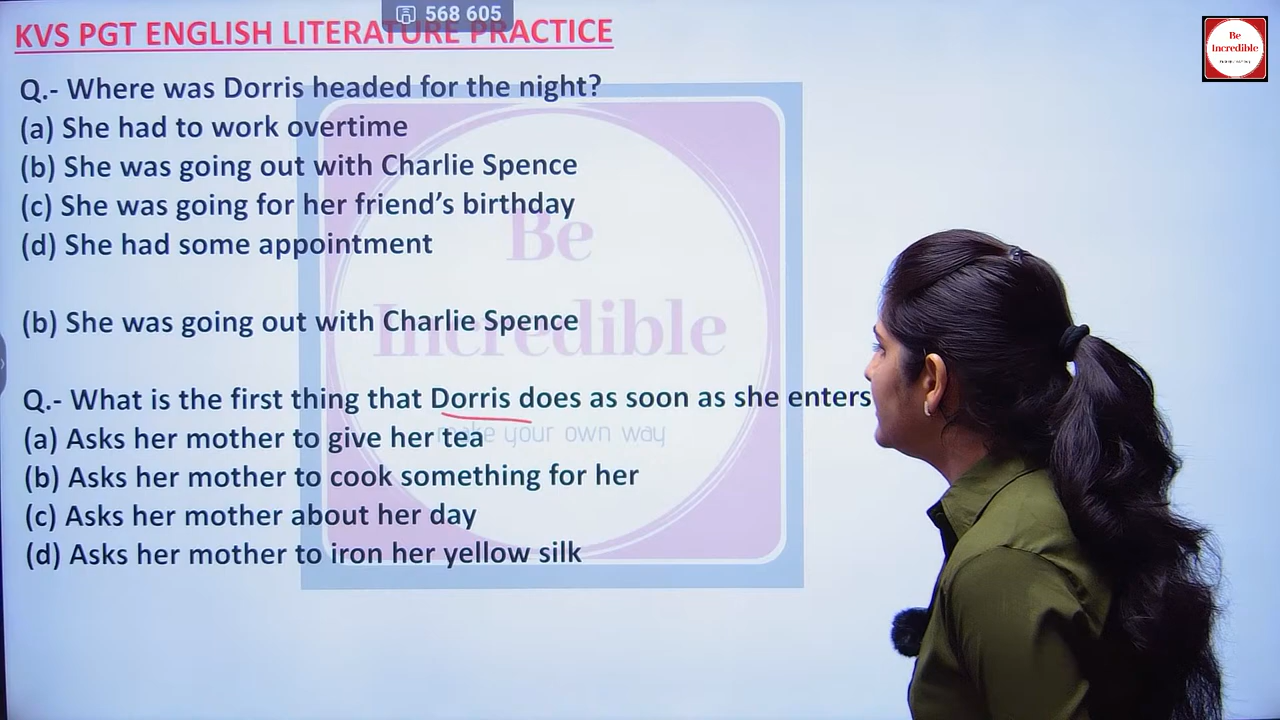 568 605
KVS PGT ENGLISH LITERATURE PRACTICE
Be
Incredible
Q.- Where was Dorris headed for the night?
(a) She had to work overtime
(b) She was going out with Charlie Spence
(c) She was going for her friend’s birthday
(d) She had some appointment
Be
(b) She was going out with Charlie Spence
Incredible
Q.- What is the first thing that Dorris does as soon as she enters
make your own way
(a) Asks her mother to give her tea
(b) Asks her mother to cook something for her
(c) Asks her mother about her day
(d) Asks her mother to iron her yellow silk